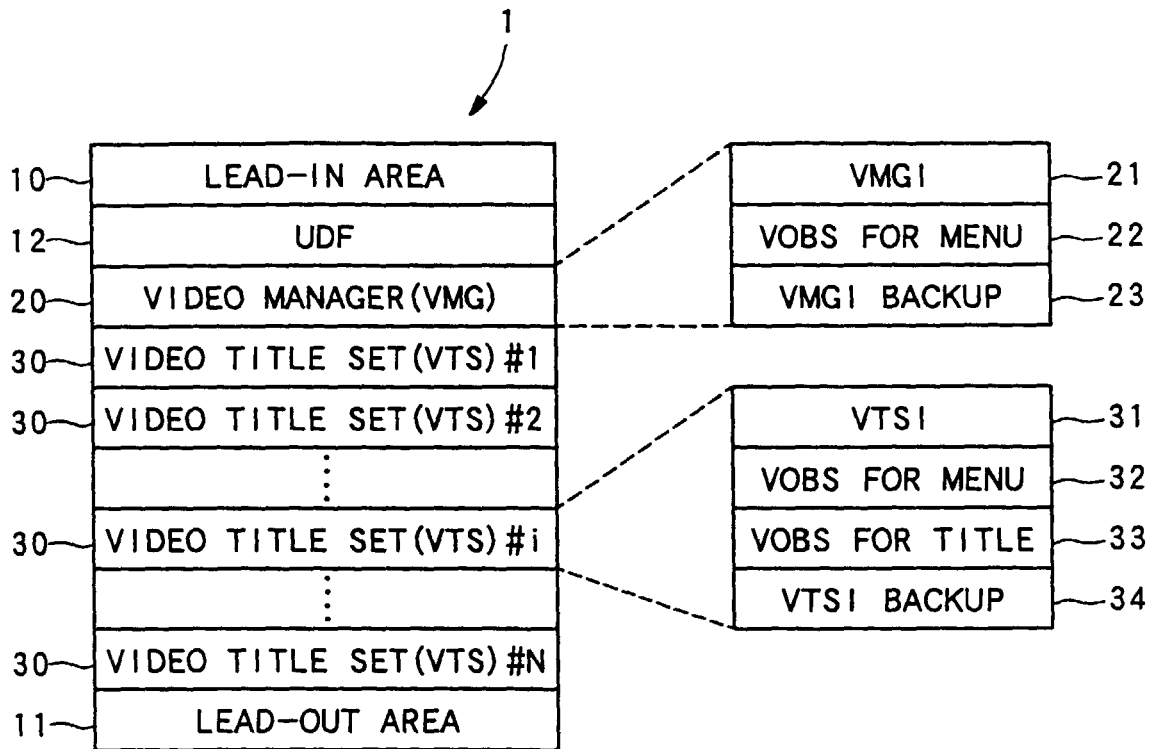 1
10 LEAD-IN AREA
12 UDF
20 VIDEO MANAGER(VMG)
30 VIDEO TITLE SET(VTS)#1
30 VIDEO TITLE SET(VTS)#2
30 VIDEO TITLE SET(VTS)#i
30 VIDEO TITLE SET(VTS)#N
11 LEAD-OUT AREA
VMGI 21
VOBS FOR MENU 22
VMGI BACKUP 23
VTSI 31
VOBS FOR MENU 32
VOBS FOR TITLE 33
VTSI BACKUP 34